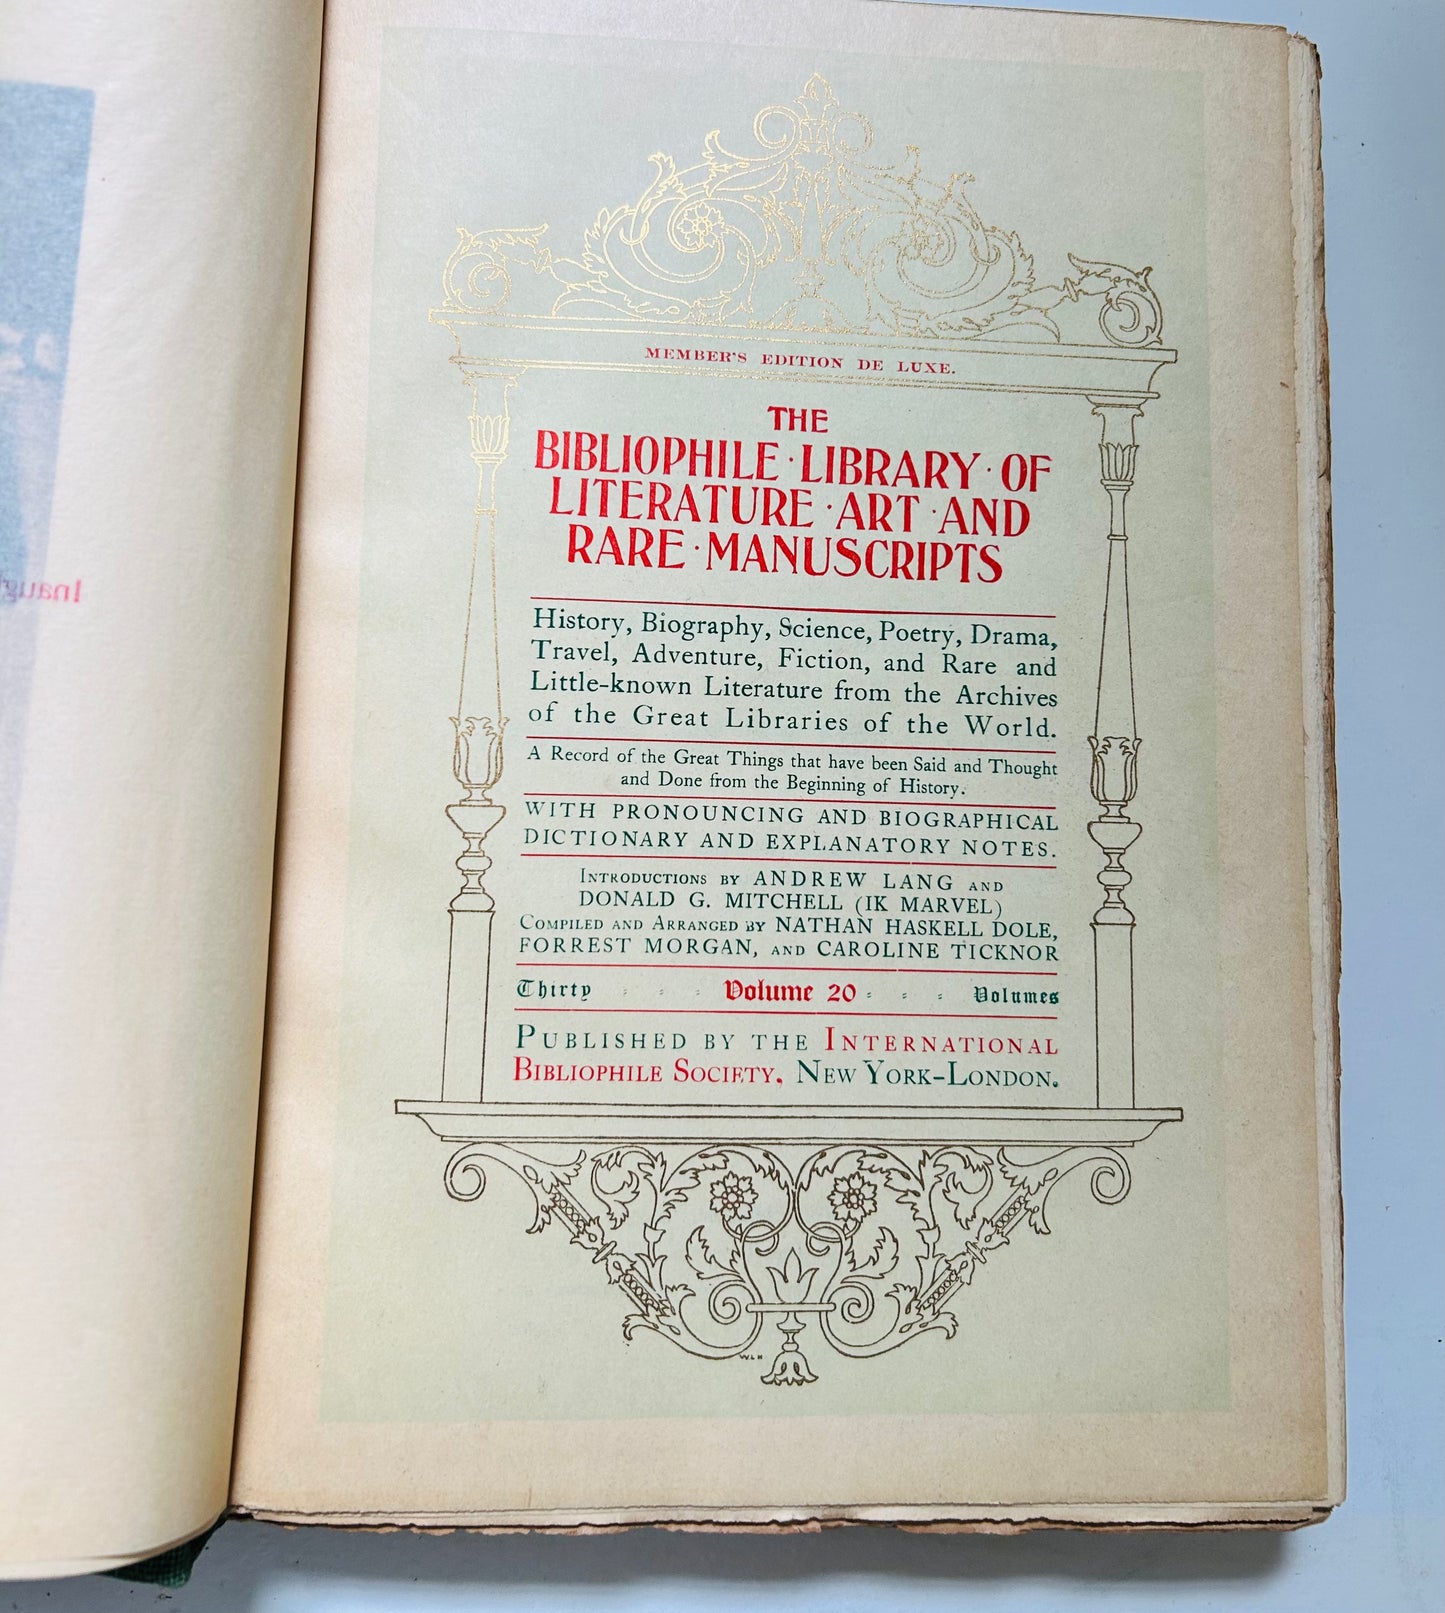 MEMBER'S EDITION DE LUXE.
THE
BIBLIOPHILE · LIBRARY · OF
LITERATURE · ART · AND
RARE · MANUSCRIPTS
History, Biography, Science, Poetry, Drama,
Travel, Adventure, Fiction, and Rare and
Little-known Literature from the Archives
of the Great Libraries of the World.
A Record of the Great Things that have been Said and Thought
and Done from the Beginning of History.
WITH PRONOUNCING AND BIOGRAPHICAL
DICTIONARY AND EXPLANATORY NOTES.
INTRODUCTIONS BY ANDREW LANG AND
DONALD G. MITCHELL (IK MARVEL)
COMPILED AND ARRANGED BY NATHAN HASKELL DOLE,
FORREST MORGAN, AND CAROLINE TICKNOR
Thirty Volume 20 Volumes
PUBLISHED BY THE INTERNATIONAL
BIBLIOPHILE SOCIETY, NEW YORK-LONDON.
WLH